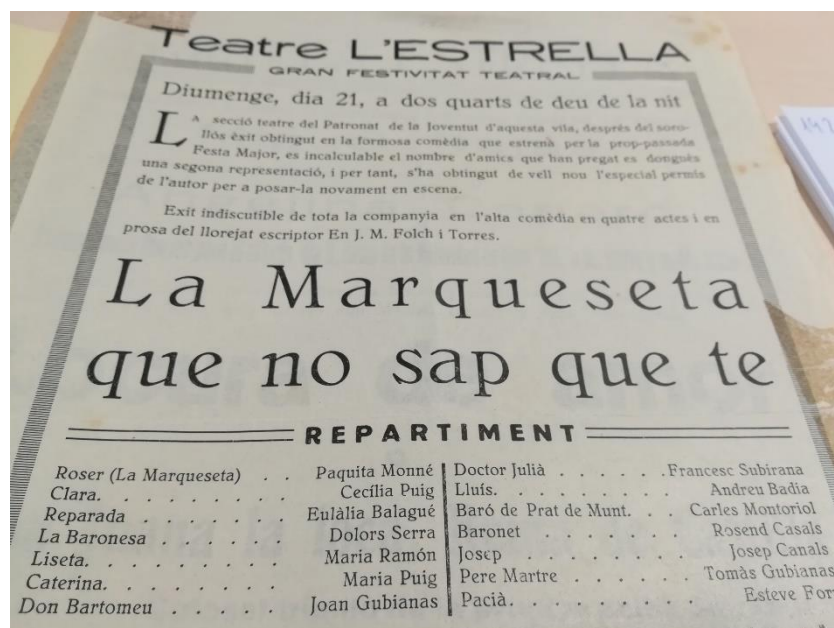 Teatre L'ESTRELLA
GRAN FESTIVITAT TEATRAL
Diumenge, dia 21, a dos quarts de deu de la nit
LA secció teatre del Patronat de la Joventut d'aquesta vila, després del soro-
llós èxit obtingut en la formosa comèdia que estrenà per la prop-passada
Festa Major, es incalculable el nombre d'amics que han pregat es dongués
una segona representació, i per tant, s'ha obtingut de vell nou l'especial permis
de l'autor per a posar-la novament en escena.
Exit indiscutible de tota la companyia en l'alta comèdia en quatre actes i en
prosa del llorejat escriptor En J. M. Folch i Torres.
La Marqueseta
que no sap que te
REPARTIMENT
Roser (La Marqueseta) . . Paquita Monné
Clara. . . . . . . . Cecília Puig
Reparada . . . . . . Eulàlia Balagué
La Baronesa . . . . . Dolors Serra
Liseta. . . . . . . . Maria Ramón
Caterina. . . . . . . Maria Puig
Don Bartomeu . . . . . Joan Gubianas
Doctor Julià . . . . . . Francesc Subirana
Lluís. . . . . . . . Andreu Badia
Baró de Prat de Munt. . . Carles Montoriol
Baronet . . . . . . Rosend Casals
Josep . . . . . . . Josep Canals
Pere Martre . . . . . . Tomàs Gubianas
Pacià. . . . . . . . Esteve